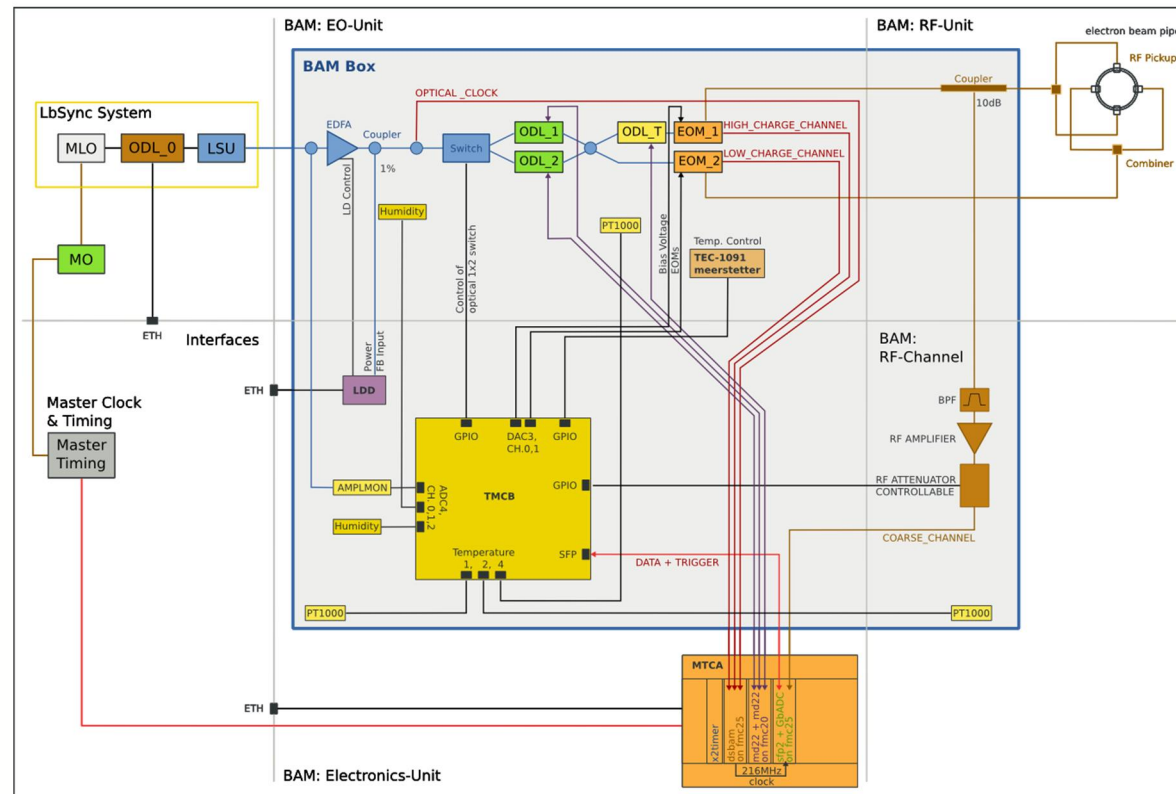 BAM: EO-Unit
BAM: RF-Unit
electron beam pipe
RF Pickup
BAM Box
Coupler
10dB
OPTICAL _CLOCK
LbSync System
EDFA
Coupler
1%
MLO
ODL_0
LSU
Switch
ODL_1
ODL_2
ODL_T
EOM_1
EOM_2
HIGH_CHARGE_CHANNEL
LOW_CHARGE_CHANNEL
Combiner
LD Control
Humidity
PT1000
Temp. Control
TEC-1091
meerstetter
Bias Voltage
EOMs
MO
Control of
optical 1x2 switch
ETH
Interfaces
Power
FB Input
BAM:
RF-Channel
ETH
LDD
Master Clock
& Timing
Master
Timing
BPF
RF AMPLIFIER
GPIO
DAC3,
CH.0,1
GPIO
AMPLMON
ADC4,
CH. 0,1,2
TMCB
GPIO
RF ATTENUATOR
CONTROLLABLE
Humidity
COARSE_CHANNEL
Temperature
1, 2, 4
SFP
DATA + TRIGGER
PT1000
PT1000
MTCA
ETH
x2timer
dsbam
on fmc25
md22 + md22
on fmc20
sfp2 + GbADC
on fmc25
216MHz
clock
BAM: Electronics-Unit